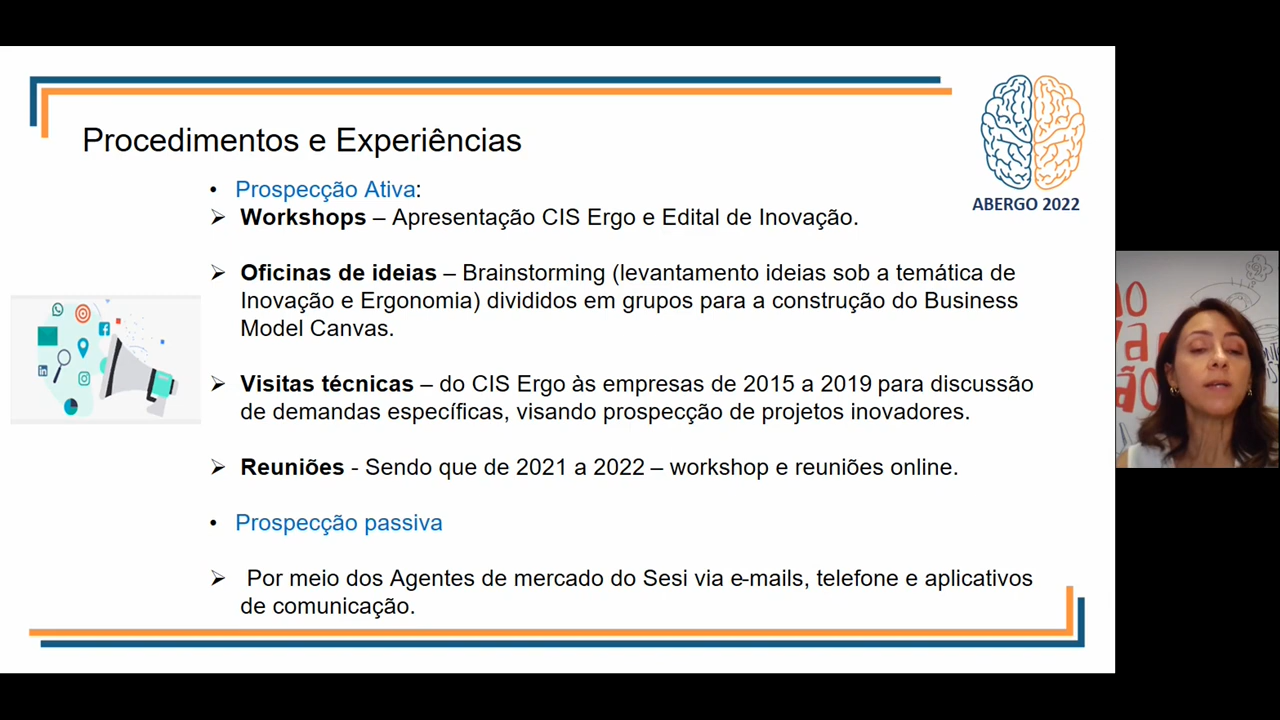 Procedimentos e Experiências
ABERGO 2022
• Prospecção Ativa:
➢ Workshops – Apresentação CIS Ergo e Edital de Inovação.
➢ Oficinas de ideias – Brainstorming (levantamento ideias sob a temática de
Inovação e Ergonomia) divididos em grupos para a construção do Business
Model Canvas.
➢ Visitas técnicas – do CIS Ergo às empresas de 2015 a 2019 para discussão
de demandas específicas, visando prospecção de projetos inovadores.
➢ Reuniões - Sendo que de 2021 a 2022 – workshop e reuniões online.
• Prospecção passiva
➢ Por meio dos Agentes de mercado do Sesi via e-mails, telefone e aplicativos
de comunicação.